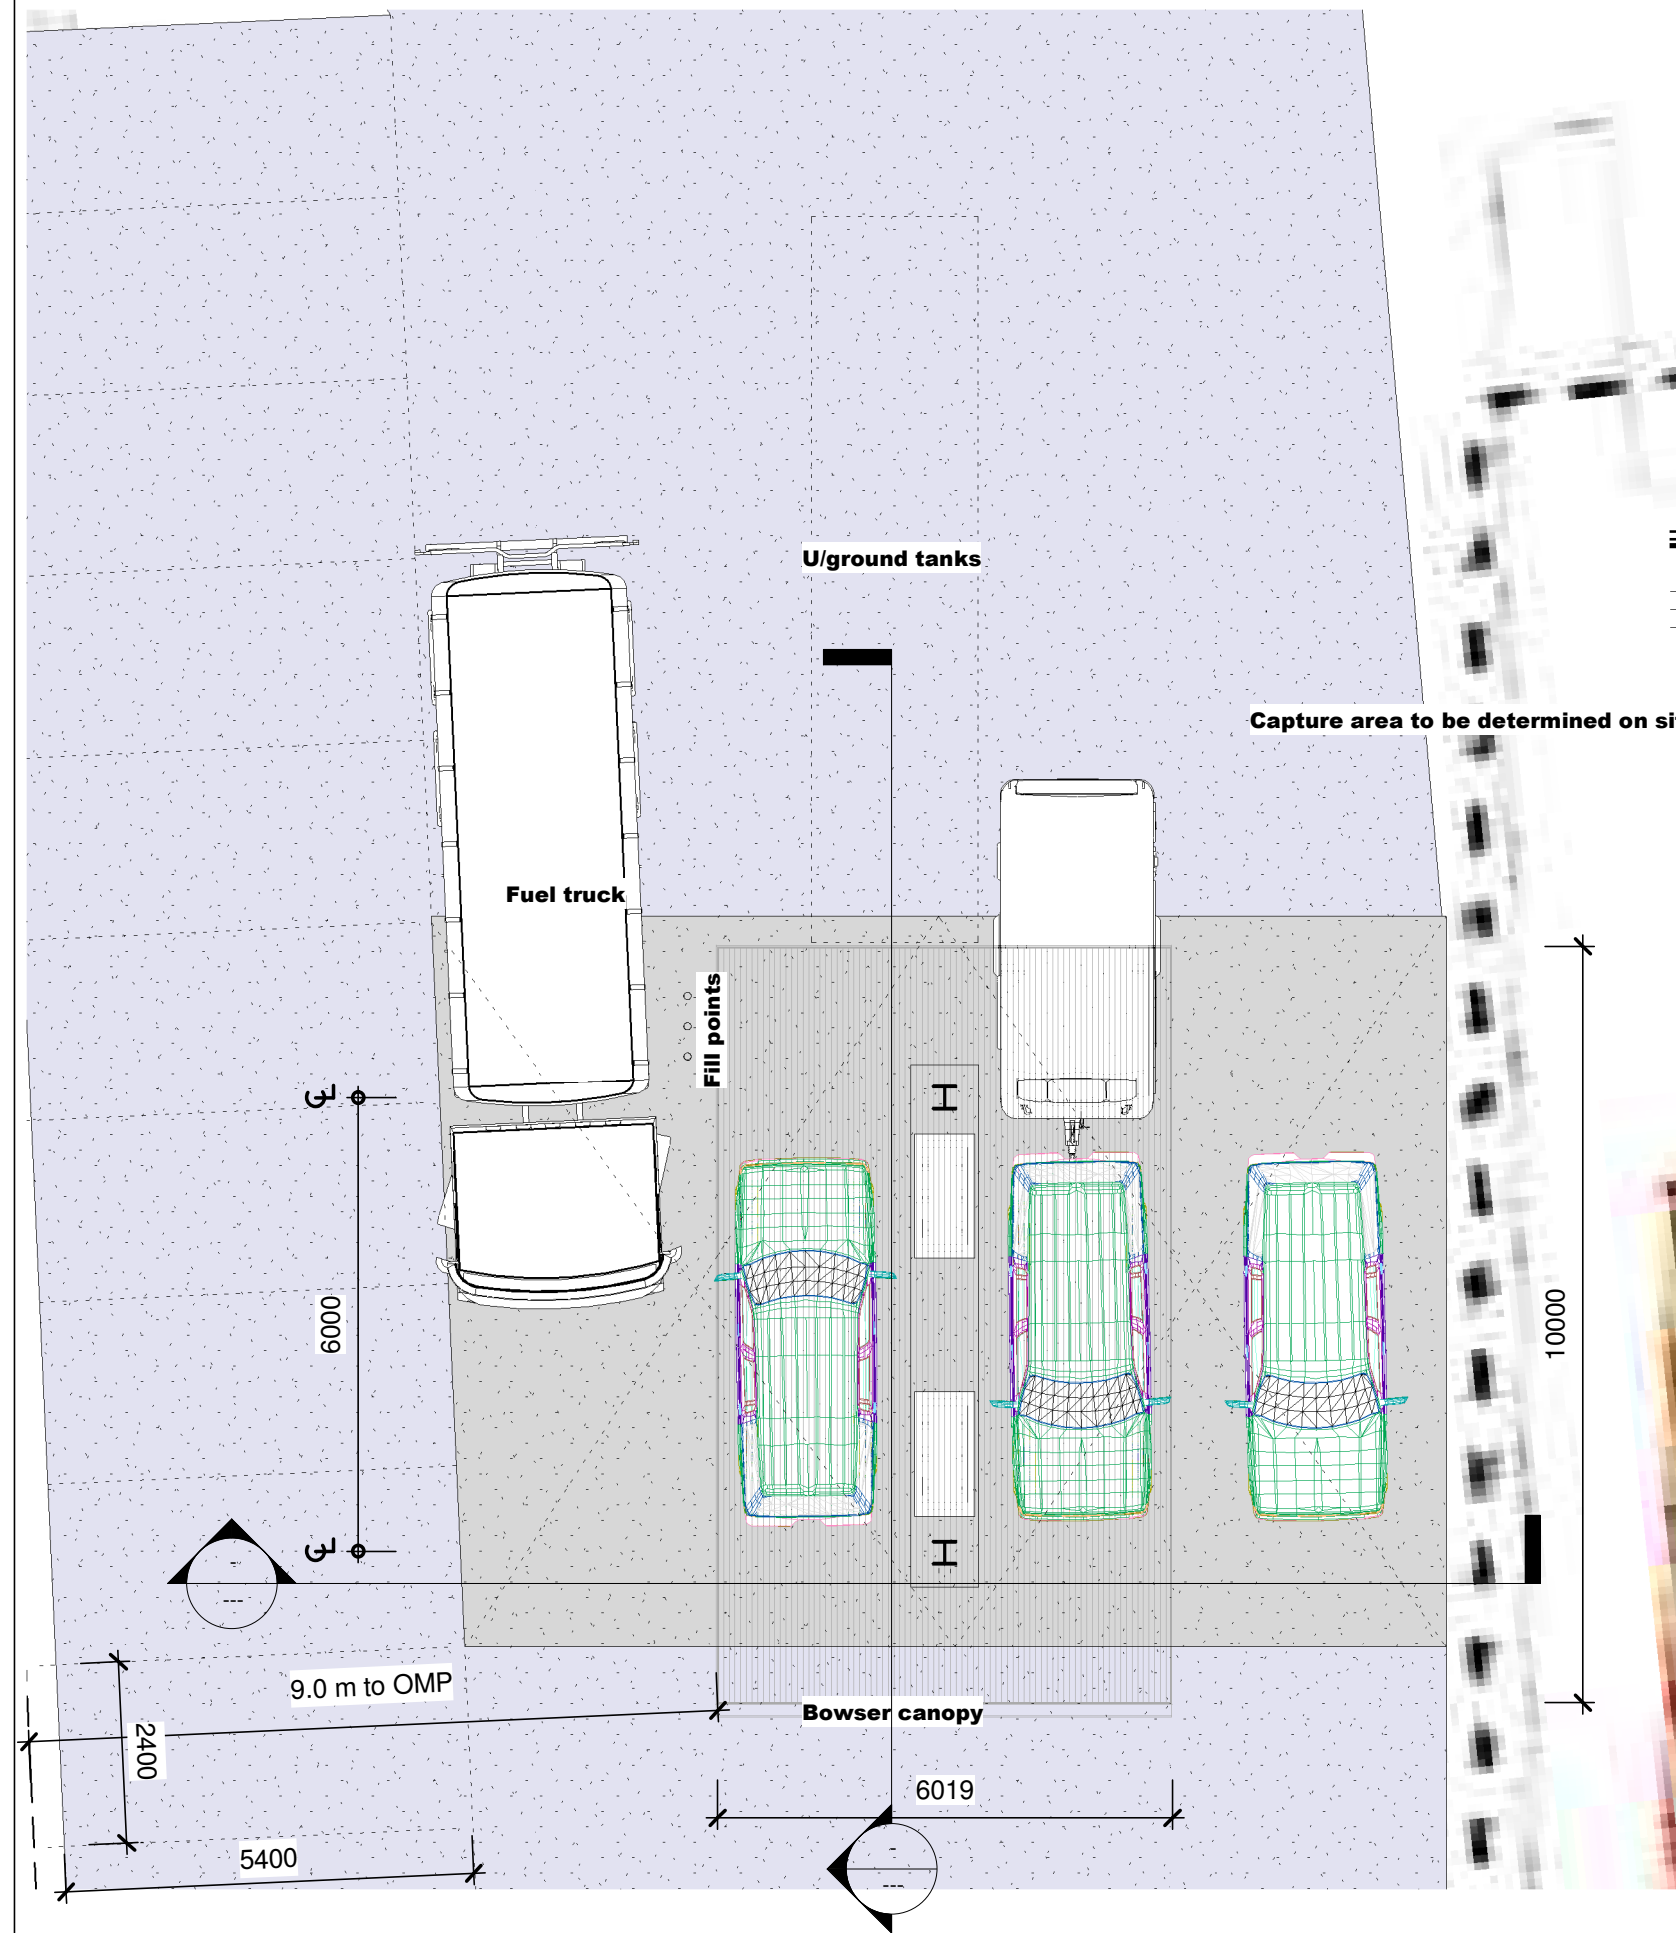 U/ground tanks
Capture area to be determined on
Fuel truck
Fill points
6000
10000
9.0 m to OMP
2400
Bowser canopy
6019
5400